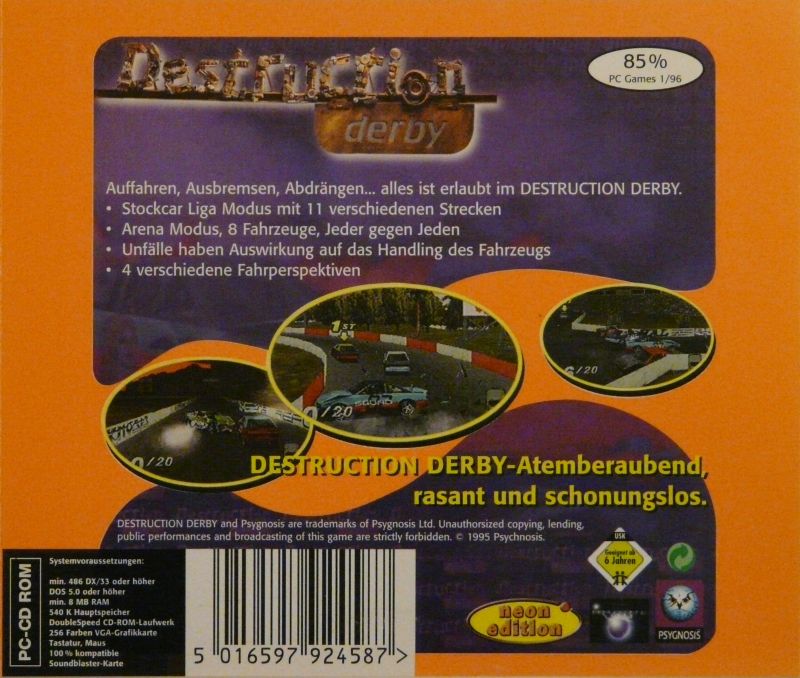 Destruction
derby
85%
PC Games 1/96
Auffahren, Ausbremsen, Abdrängen... alles ist erlaubt im DESTRUCTION DERBY.
• Stockcar Liga Modus mit 11 verschiedenen Strecken
• Arena Modus, 8 Fahrzeuge, Jeder gegen Jeden
• Unfälle haben Auswirkung auf das Handling des Fahrzeugs
• 4 verschiedene Fahrperspektiven
1ST
/20
/20
/20
SQUAD
DESTRUCTION DERBY-Atemberaubend,
rasant und schonungslos.
DESTRUCTION DERBY and Psygnosis are trademarks of Psygnosis Ltd. Unauthorsized copying, lending,
public performances and broadcasting of this game are strictly forbidden. © 1995 Psychnosis.
PC-CD ROM
Systemvoraussetzungen:
min. 486 DX/33 oder höher
DOS 5.0 oder höher
min. 8 MB RAM
540 K Hauptspeicher
DoubleSpeed CD-ROM-Laufwerk
256 Farben VGA-Grafikkarte
Tastatur, Maus
100% kompatible
Soundblaster-Karte
5 016597 924587 >
USK
Geeignet ab
6 Jahren
neon
edition
PSYGNOSIS